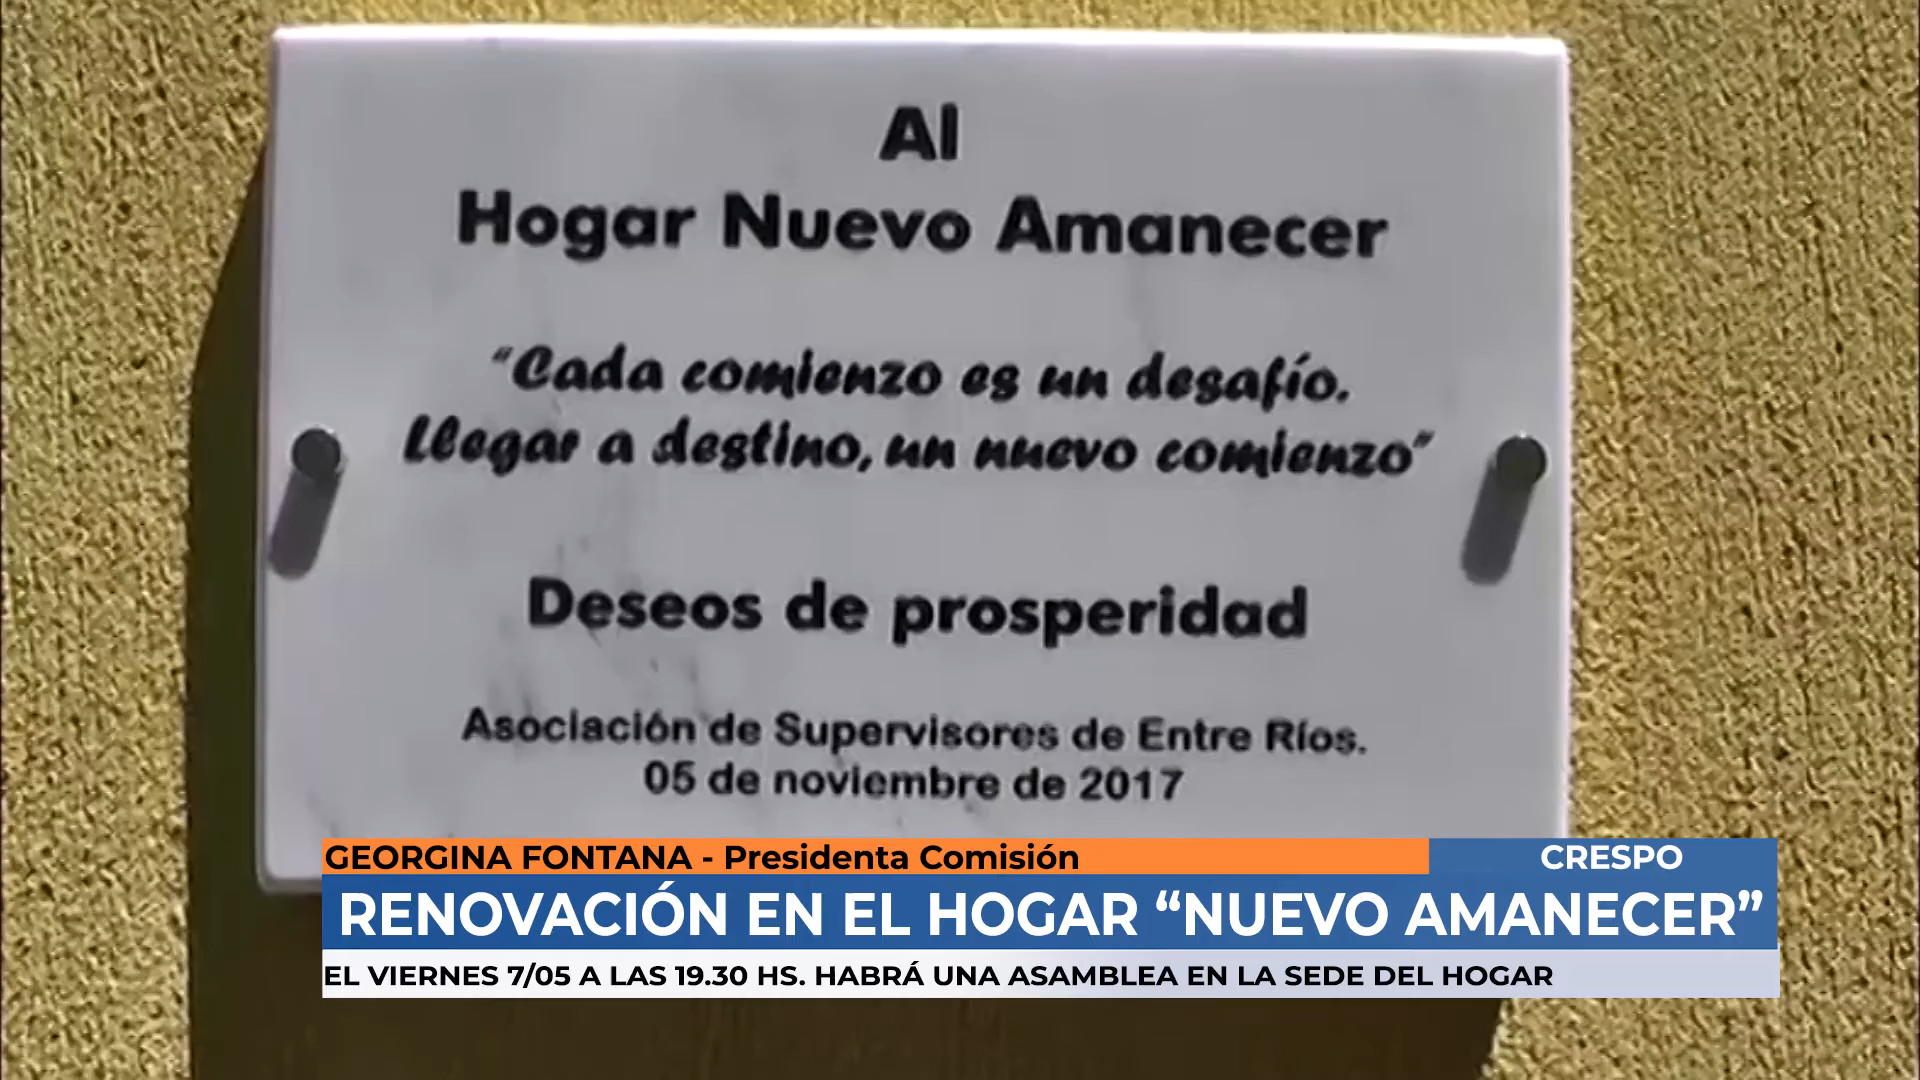 Al
Hogar Nuevo Amanecer
"Cada comienzo es un desafío.
Llegar a destino, un nuevo comienzo"
Deseos de prosperidad
Asociación de Supervisores de Entre Ríos.
05 de noviembre de 2017
GEORGINA FONTANA - Presidenta Comisión
CRESPO
RENOVACIÓN EN EL HOGAR “NUEVO AMANECER”
EL VIERNES 7/05 A LAS 19.30 HS. HABRÁ UNA ASAMBLEA EN LA SEDE DEL HOGAR